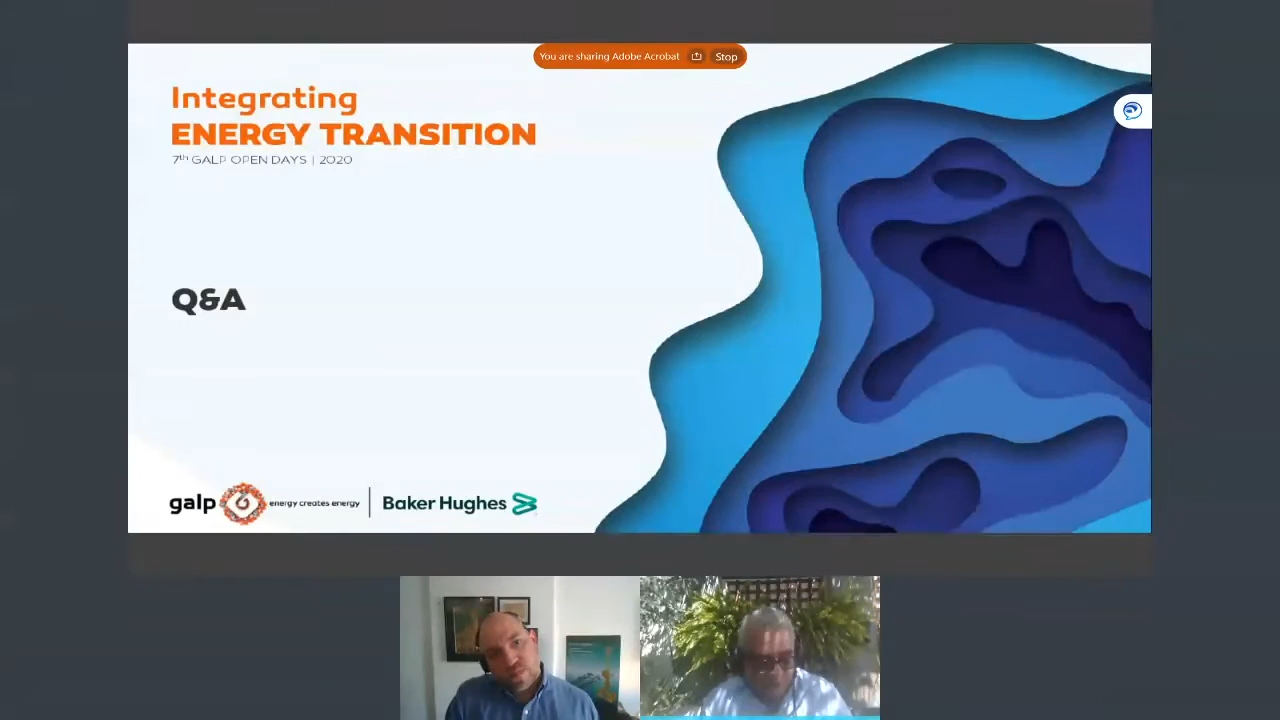 You are sharing Adobe Acrobat Stop
Integrating
ENERGY TRANSITION
7th GALP OPEN DAYS | 2020
Q&A
galp energy creates energy | Baker Hughes